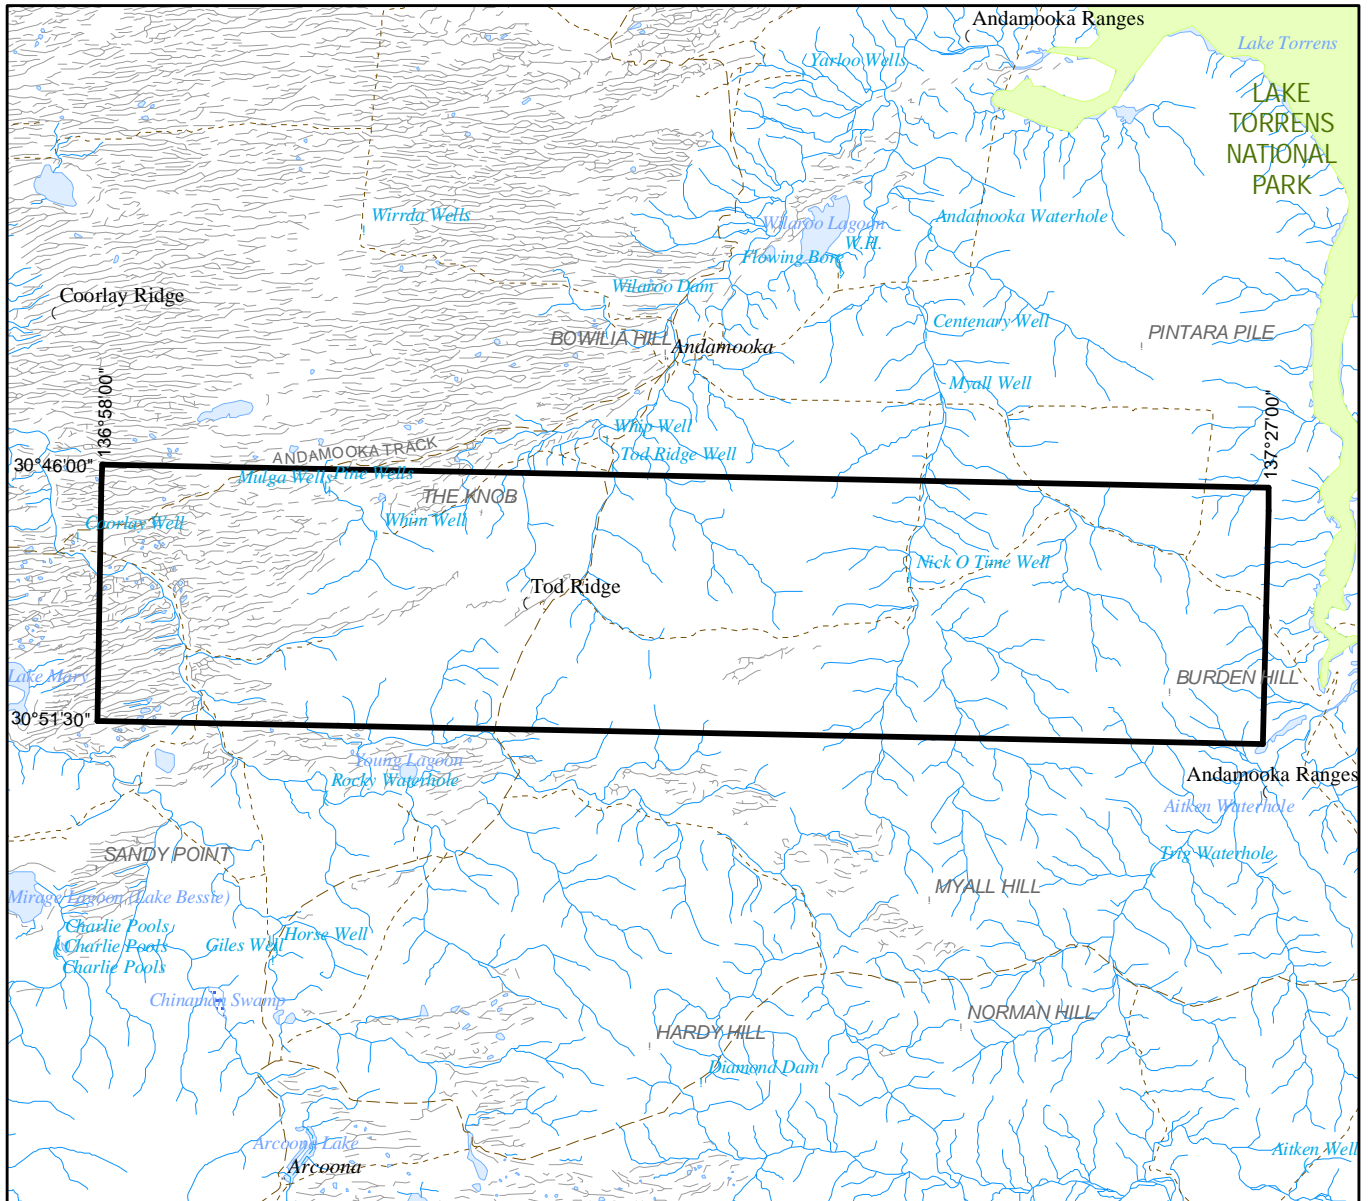 Andamooka Ranges
Lake Torrens
Yarloo Wells
LAKE
TORRENS
NATIONAL
PARK
Wirrda Wells
Andamooka Waterhole
Wilaroo Lagoon
W.H.
Flowing Bore
Wilaroo Dam
Coorlay Ridge
Centenary Well
PINTARA PILE
BOWILIA HILL
Andamooka
Myall Well
136°58'00"
137°27'00"
Whip Well
ANDAMOOKA TRACK
Tod Ridge Well
30°46'00"
Mulga Wells
Pine Wells
THE KNOB
Coorlay Well
Whim Well
Nick O Time Well
Tod Ridge
Lake Mary
BURDEN HILL
30°51'30"
Young Lagoon
Rocky Waterhole
Andamooka Ranges
Aitken Waterhole
SANDY POINT
Trig Waterhole
MYALL HILL
Mirage Lagoon (Lake Bessie)
Charlie Pools
Charlie Pools
Charlie Pools
Giles Well
Horse Well
Chinaman Swamp
NORMAN HILL
HARDY HILL
Diamond Dam
Arcoona Lake
Arcoona
Aitken Well